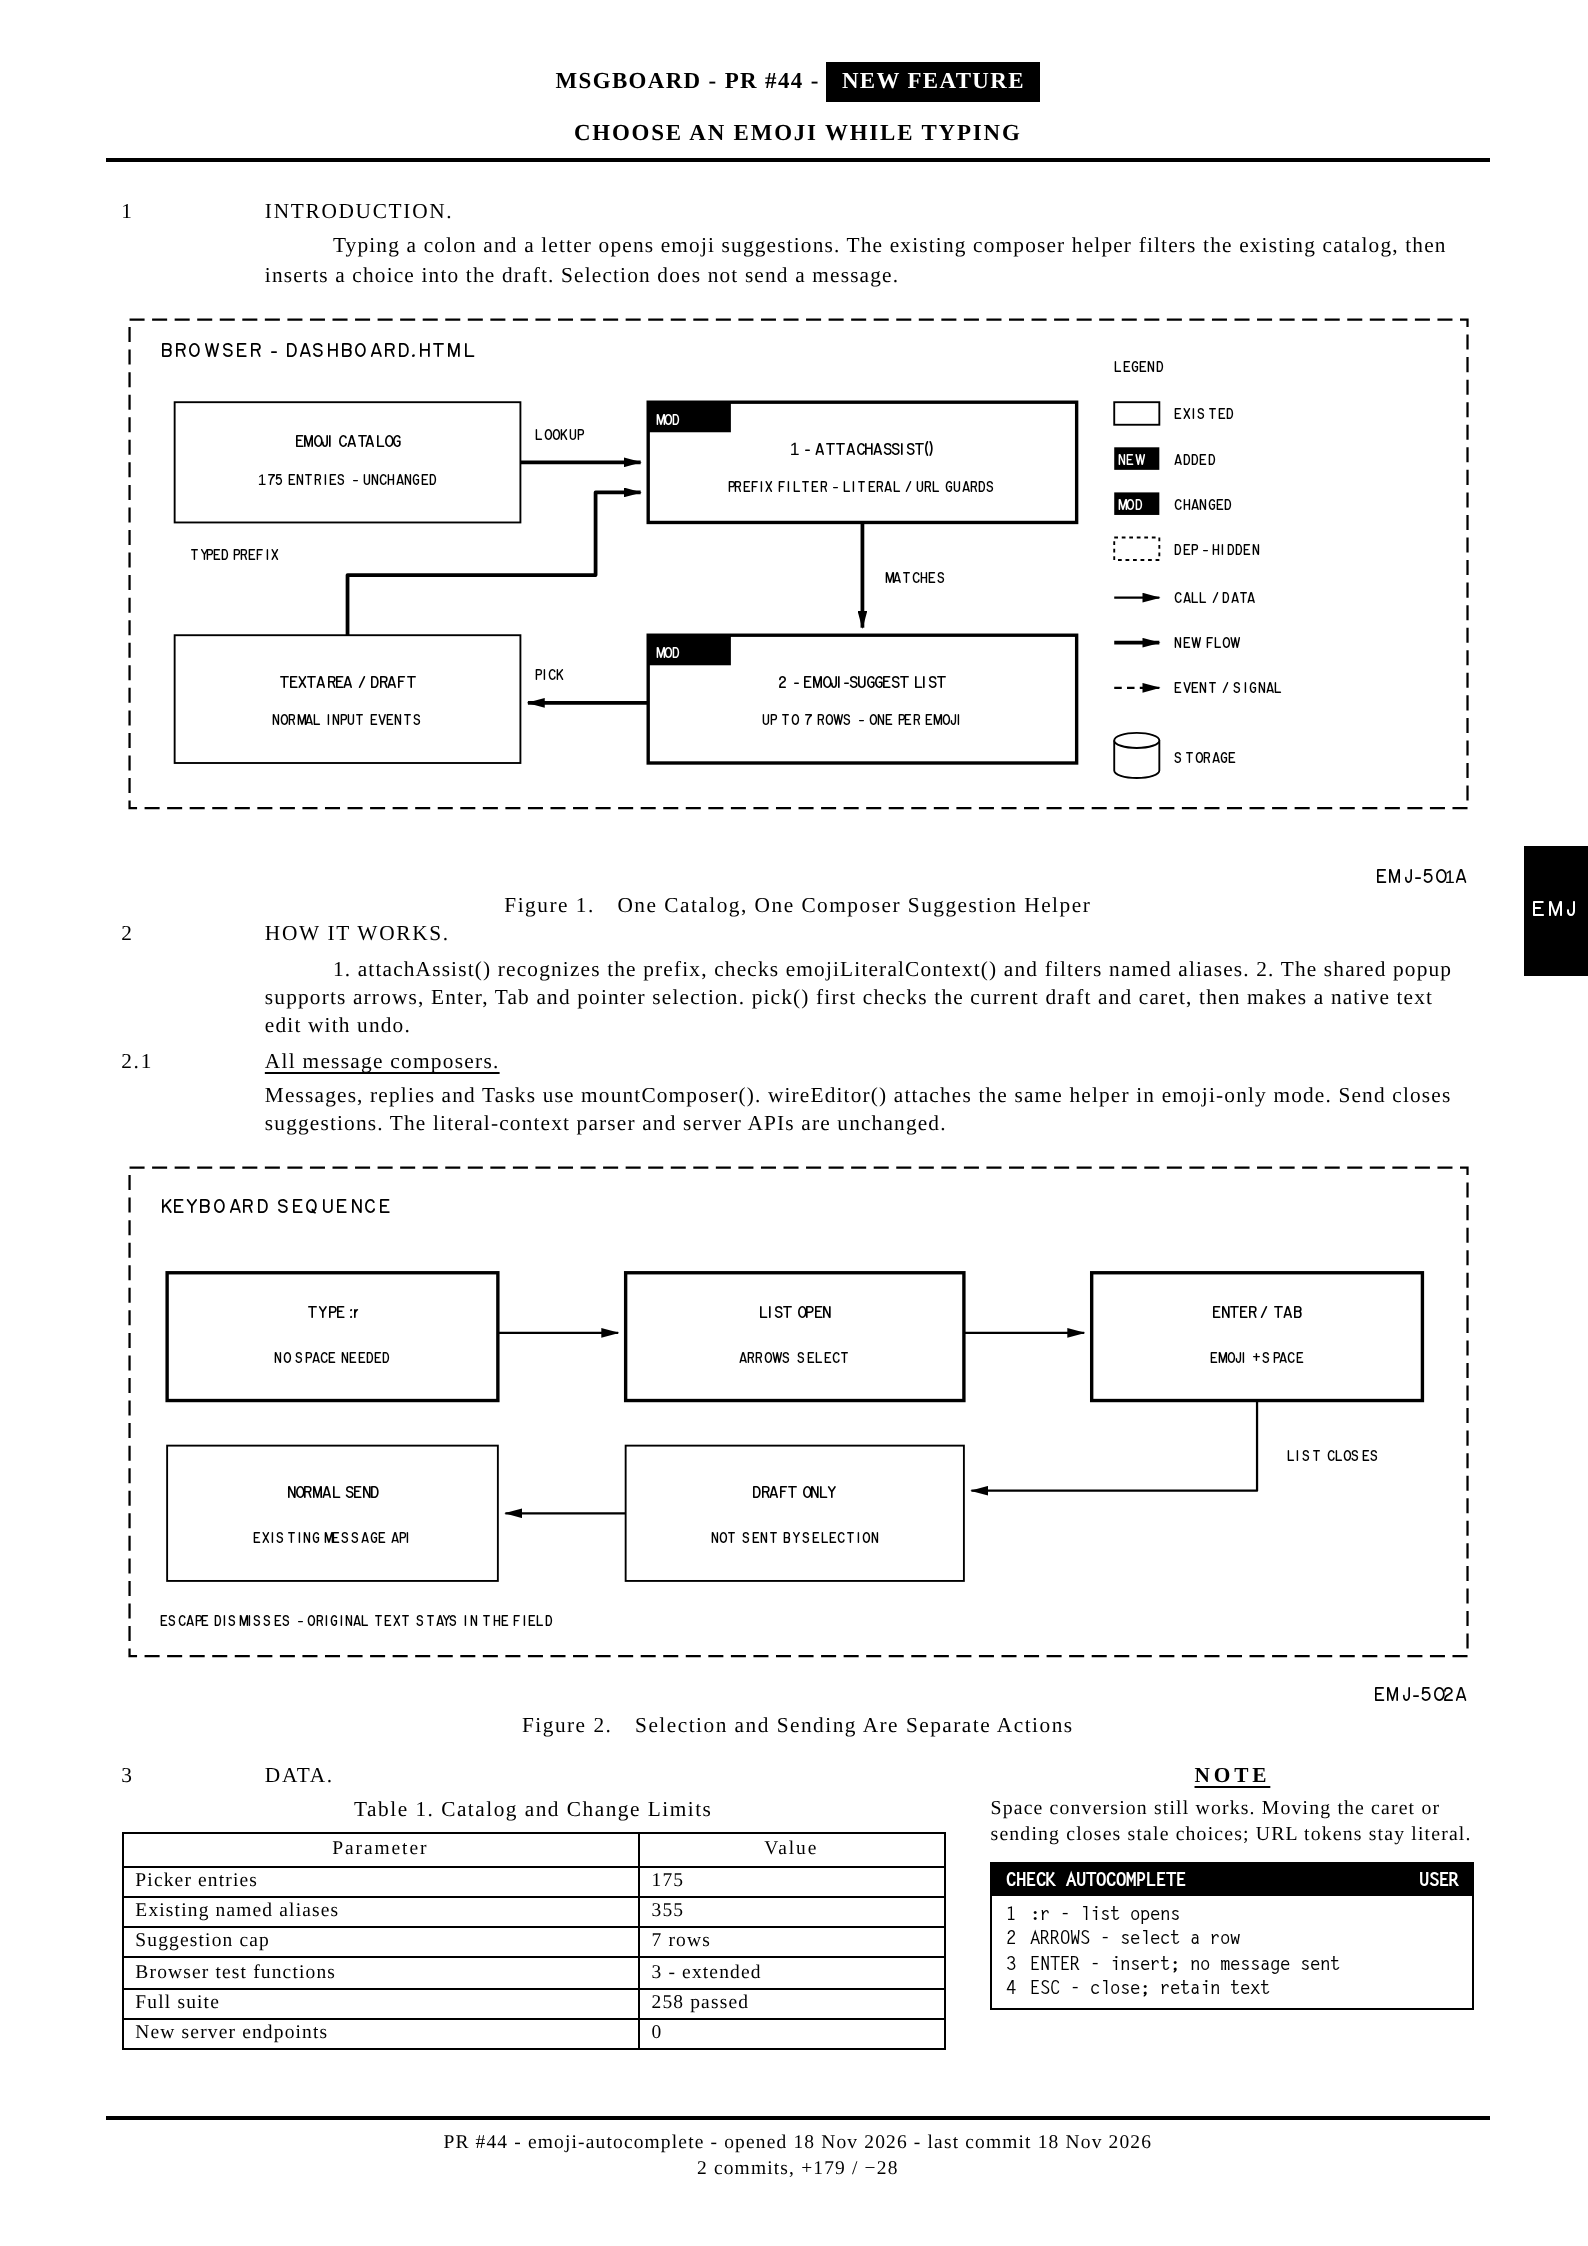 MSGBOARD - PR #44 - NEW FEATURE
CHOOSE AN EMOJI WHILE TYPING
1 INTRODUCTION.
Typing a colon and a letter opens emoji suggestions. The existing composer helper filters the existing catalog, then
inserts a choice into the draft. Selection does not send a message.
BROWSER - DASHBOARD.HTML
LEGEND
EMOJI CATALOG
175 ENTRIES - UNCHANGED
LOOKUP
MOD
1 - ATTACHASSIST()
PREFIX FILTER - LITERAL / URL GUARDS
EXISTED
NEW ADDED
MOD CHANGED
DEP - HIDDEN
CALL / DATA
NEW FLOW
EVENT / SIGNAL
STORAGE
TYPED PREFIX
MATCHES
TEXTAREA / DRAFT
NORMAL INPUT EVENTS
PICK
MOD
2 - EMOJI-SUGGEST LIST
UP TO 7 ROWS - ONE PER EMOJI
EMJ-501A
EMJ
Figure 1. One Catalog, One Composer Suggestion Helper
2 HOW IT WORKS.
1. attachAssist() recognizes the prefix, checks emojiLiteralContext() and filters named aliases. 2. The shared popup
supports arrows, Enter, Tab and pointer selection. pick() first checks the current draft and caret, then makes a native text
edit with undo.
2.1 All message composers.
Messages, replies and Tasks use mountComposer(). wireEditor() attaches the same helper in emoji-only mode. Send closes
suggestions. The literal-context parser and server APIs are unchanged.
KEYBOARD SEQUENCE
TYPE :r
NO SPACE NEEDED
LIST OPEN
ARROWS SELECT
ENTER / TAB
EMOJI + SPACE
LIST CLOSES
NORMAL SEND
EXISTING MESSAGE API
DRAFT ONLY
NOT SENT BY SELECTION
ESCAPE DISMISSES - ORIGINAL TEXT STAYS IN THE FIELD
EMJ-502A
Figure 2. Selection and Sending Are Separate Actions
3 DATA.
Table 1. Catalog and Change Limits
Parameter Value
Picker entries 175
Existing named aliases 355
Suggestion cap 7 rows
Browser test functions 3 - extended
Full suite 258 passed
New server endpoints 0
NOTE
Space conversion still works. Moving the caret or
sending closes stale choices; URL tokens stay literal.
CHECK AUTOCOMPLETE USER
1 :r - list opens
2 ARROWS - select a row
3 ENTER - insert; no message sent
4 ESC - close; retain text
PR #44 - emoji-autocomplete - opened 18 Nov 2026 - last commit 18 Nov 2026
2 commits, +179 / −28